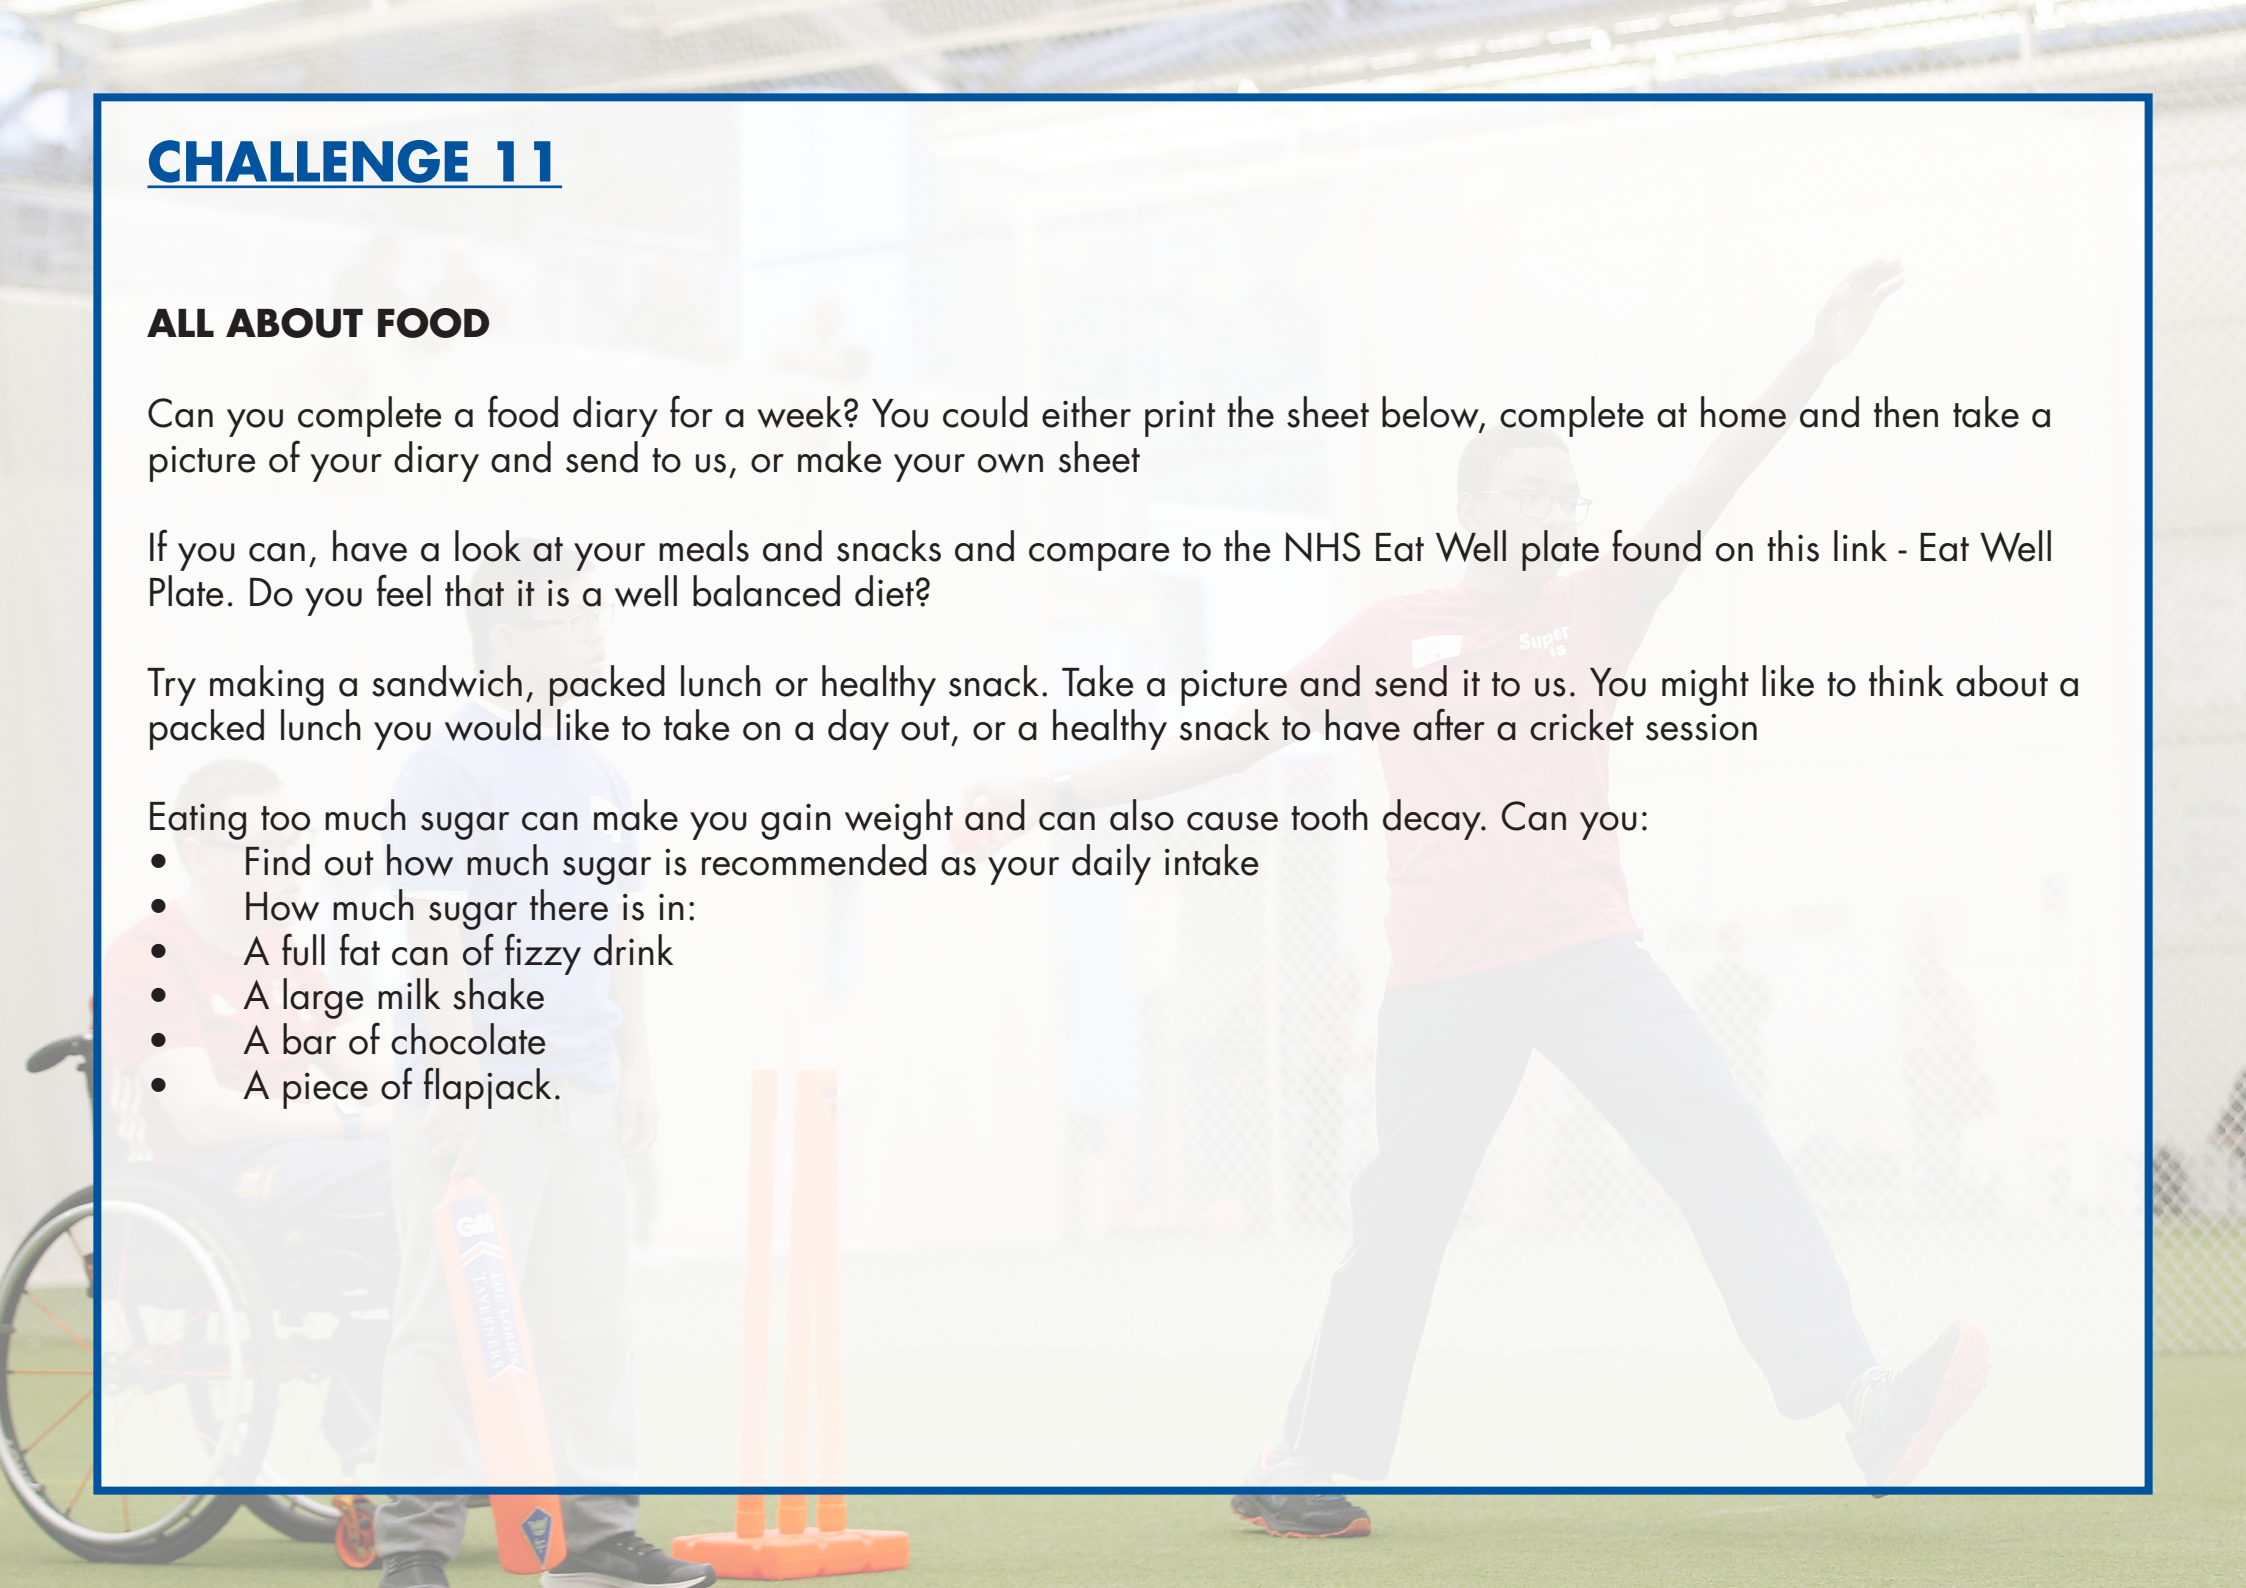 CHALLENGE 11
ALL ABOUT FOOD
Can you complete a food diary for a week? You could either print the sheet below, complete at home and then take a
picture of your diary and send to us, or make your own sheet
If you can, have a look at your meals and snacks and compare to the NHS Eat Well plate found on this link - Eat Well
Plate. Do you feel that it is a well balanced diet?
Try making a sandwich, packed lunch or healthy snack. Take a picture and send it to us. You might like to think about a
packed lunch you would like to take on a day out, or a healthy snack to have after a cricket session
Eating too much sugar can make you gain weight and can also cause tooth decay. Can you:
• Find out how much sugar is recommended as your daily intake
• How much sugar there is in:
• A full fat can of fizzy drink
• A large milk shake
• A bar of chocolate
• A piece of flapjack.
Super
1s
GM
THE LORD'S
TAVERNERS